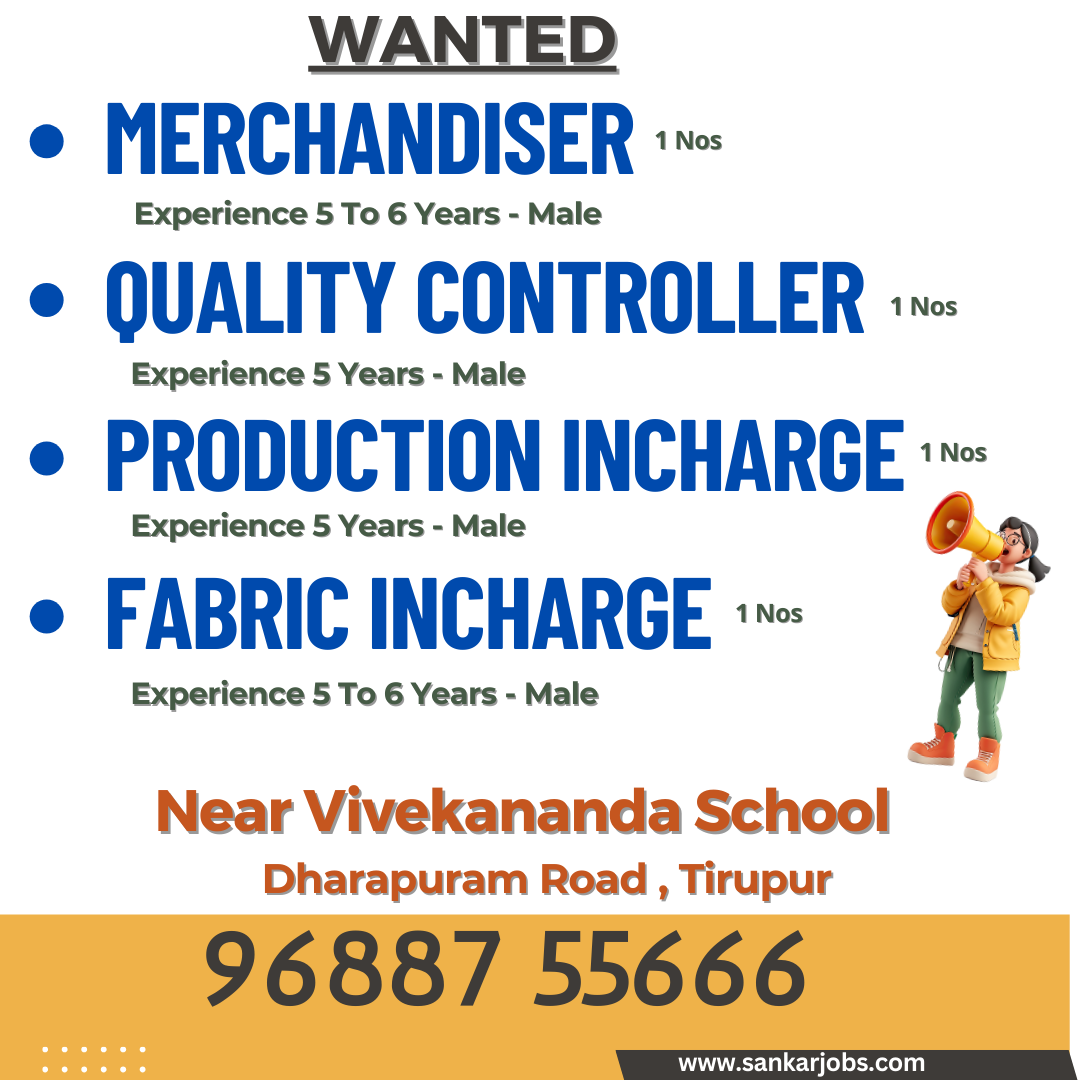 WANTED
MERCHANDISER 1 Nos
Experience 5 To 6 Years - Male
QUALITY CONTROLLER 1 Nos
Experience 5 Years - Male
PRODUCTION INCHARGE 1 Nos
Experience 5 Years - Male
FABRIC INCHARGE 1 Nos
Experience 5 To 6 Years - Male
Near Vivekananda School
Dharapuram Road , Tirupur
96887 55666
www.sankarjobs.com